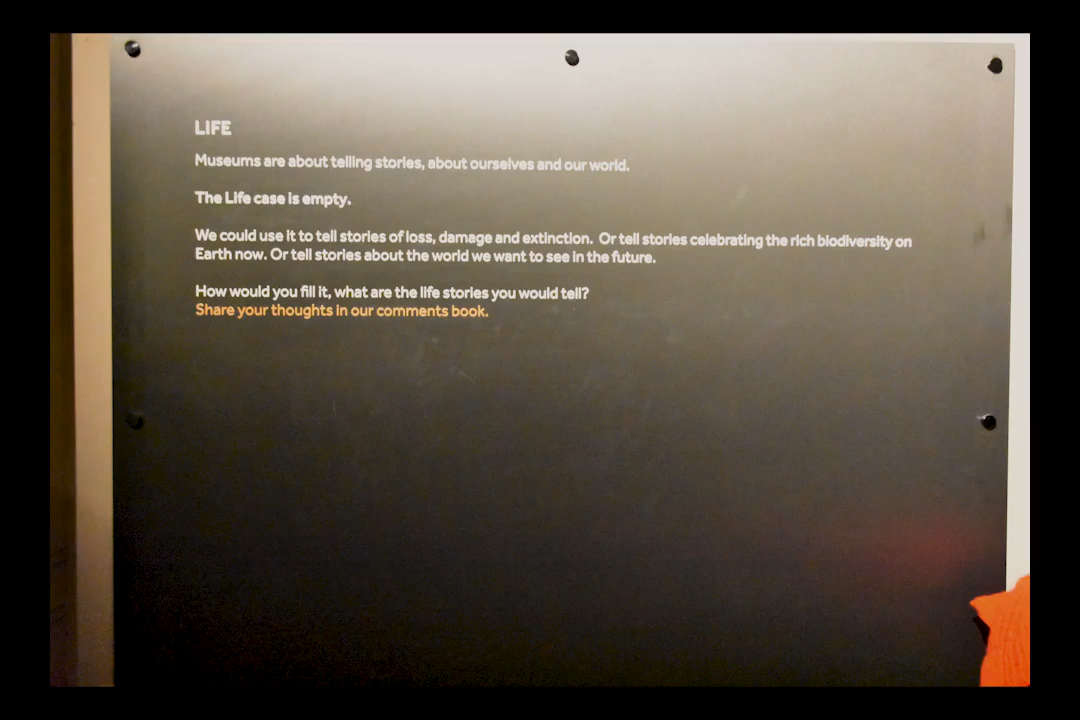 LIFE
Museums are about telling stories, about ourselves and our world.
The Life case is empty.
We could use it to tell stories of loss, damage and extinction. Or tell stories celebrating the rich biodiversity on
Earth now. Or tell stories about the world we want to see in the future.
How would you fill it, what are the life stories you would tell?
Share your thoughts in our comments book.